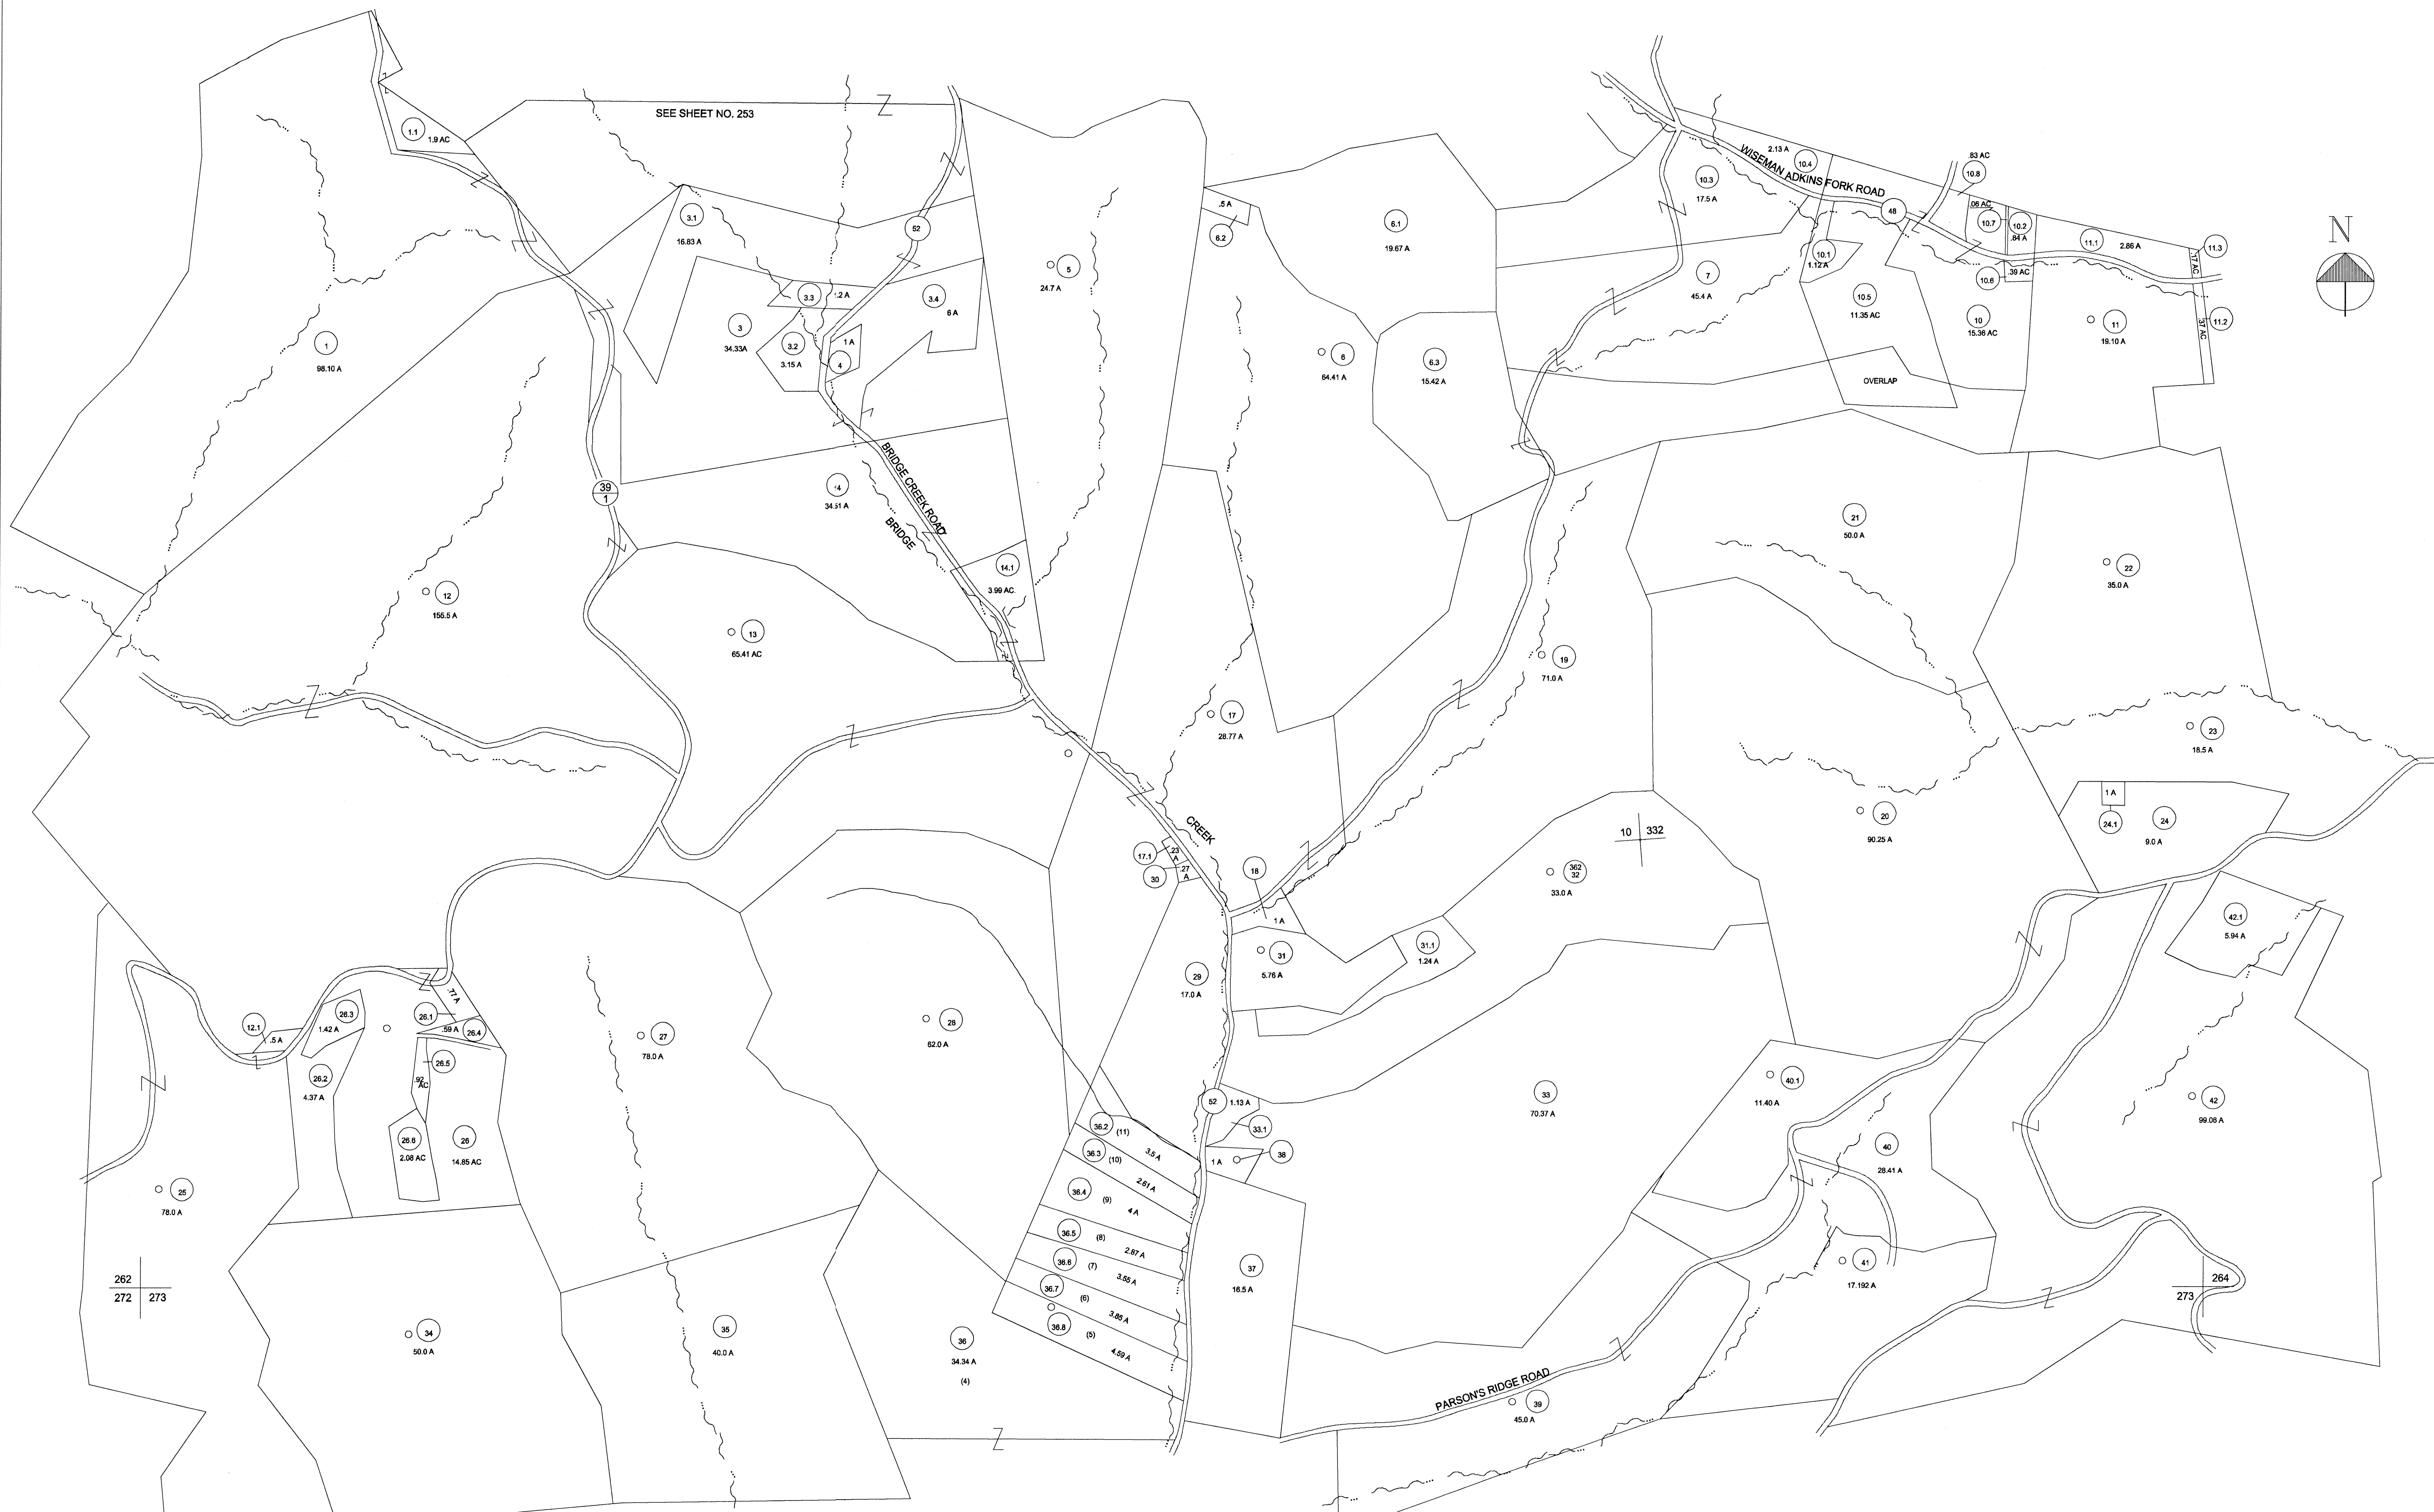 SEE SHEET NO. 253
1.1
1.9 AC
1
98.10 A
3.1
16.83 A
52
5
24.7 A
.5 A
6.2
6.1
19.67 A
2.13 A
10.4
WISEMAN ADKINS FORK ROAD
10.3
17.5 A
48
.83 AC
10.8
.06 AC
10.7
10.2
.84 A
11.1
2.86 A
11.3
.17 AC
N
10.1
1.12 A
7
45.4 A
10.5
11.35 AC
10.6
.39 AC
10
15.36 AC
11
19.10 A
.37 AC
11.2
OVERLAP
3
34.33A
3.3
3.2
3.15 A
1 A
4
3.4
6 A
6
64.41 A
6.3
15.42 A
39
1
34.51 A
BRIDGE CREEK ROAD
BRIDGE
14.1
3.99 AC.
21
50.0 A
22
35.0 A
12
155.5 A
13
65.41 AC
19
71.0 A
17
28.77 A
23
18.5 A
CREEK
17.1
.23
A
30
.27
A
18
1 A
10 332
362
32
33.0 A
20
90.25 A
1 A
24.1
24
9.0 A
42.1
5.94 A
31
5.76 A
31.1
1.24 A
29
17.0 A
12.1
.5 A
26.3
1.42 A
.77 A
26.1
.59 A
26.4
26.5
.92
AC
26.2
4.37 A
26.6
2.08 AC
26
14.85 AC
27
78.0 A
28
62.0 A
52
1.13 A
33.1
1 A
38
33
70.37 A
40.1
11.40 A
40
28.41 A
42
99.08 A
25
78.0 A
36.2
(11)
3.5 A
36.3
(10)
2.61 A
36.4
(9)
4 A
36.5
(8)
2.87 A
36.6
(7)
3.55 A
36.7
(6)
3.85 A
36.8
(5)
4.59 A
37
16.5 A
41
17.192 A
262
272 273
264
273
34
50.0 A
35
40.0 A
36
34.34 A
(4)
PARSON'S RIDGE ROAD
39
45.0 A